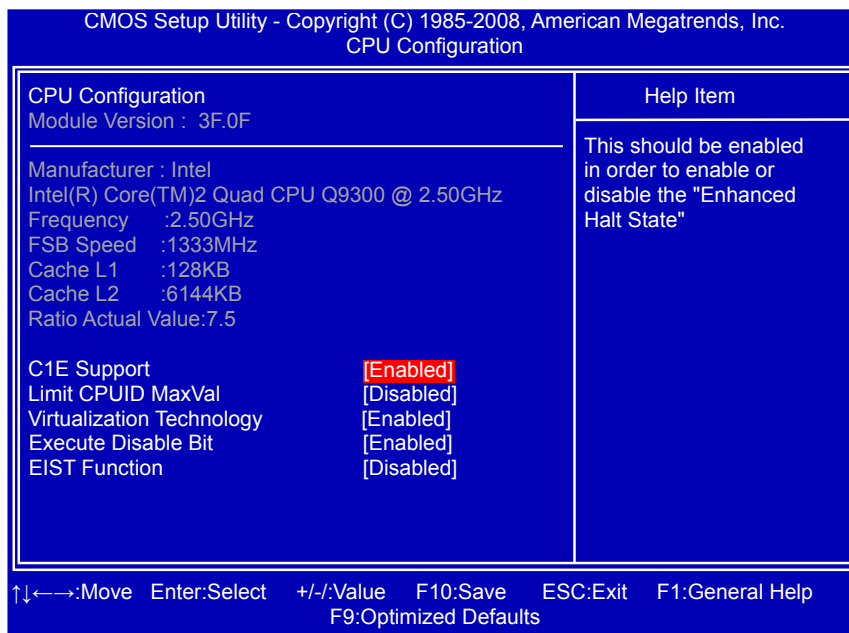 CMOS Setup Utility - Copyright (C) 1985-2008, American Megatrends, Inc.
CPU Configuration
CPU Configuration
Module Version : 3F.0F
Manufacturer : Intel
Intel(R) Core(TM)2 Quad CPU Q9300 @ 2.50GHz
Frequency :2.50GHz
FSB Speed :1333MHz
Cache L1 :128KB
Cache L2 :6144KB
Ratio Actual Value:7.5
C1E Support [Enabled]
Limit CPUID MaxVal [Disabled]
Virtualization Technology [Enabled]
Execute Disable Bit [Enabled]
EIST Function [Disabled]
Help Item
This should be enabled
in order to enable or
disable the "Enhanced
Halt State"
↑↓←→:Move Enter:Select +/-/:Value F10:Save ESC:Exit F1:General Help
F9:Optimized Defaults